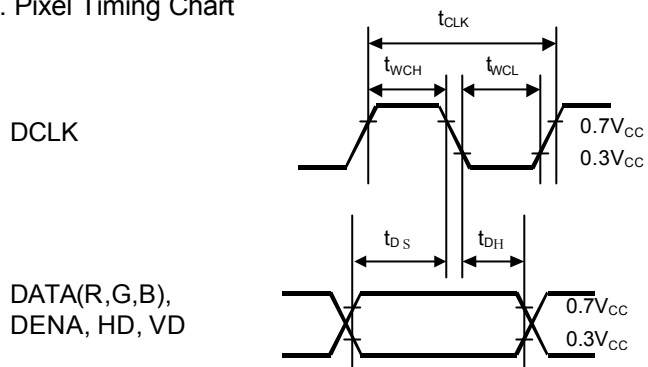 . Pixel Timing Chart
tCLK
tWCH
tWCL
DCLK
0.7VCC
0.3VCC
tD S
tDH
DATA(R,G,B),
DENA, HD, VD
0.7VCC
0.3VCC